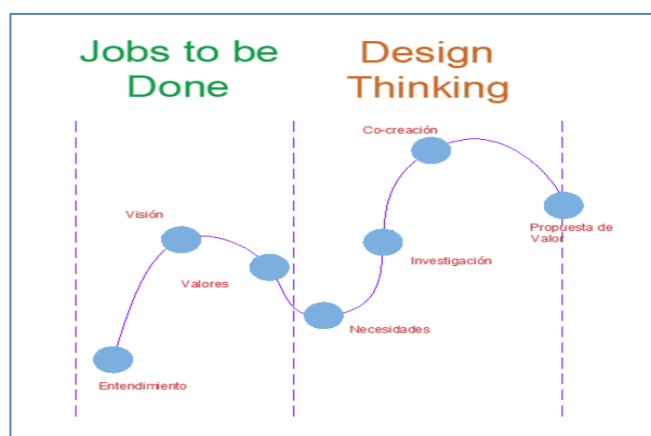 Jobs to be
Done
Design
Thinking
Co-creación
Visión
Propuesta de
Valor
Investigación
Valores
Necesidades
Entendimiento